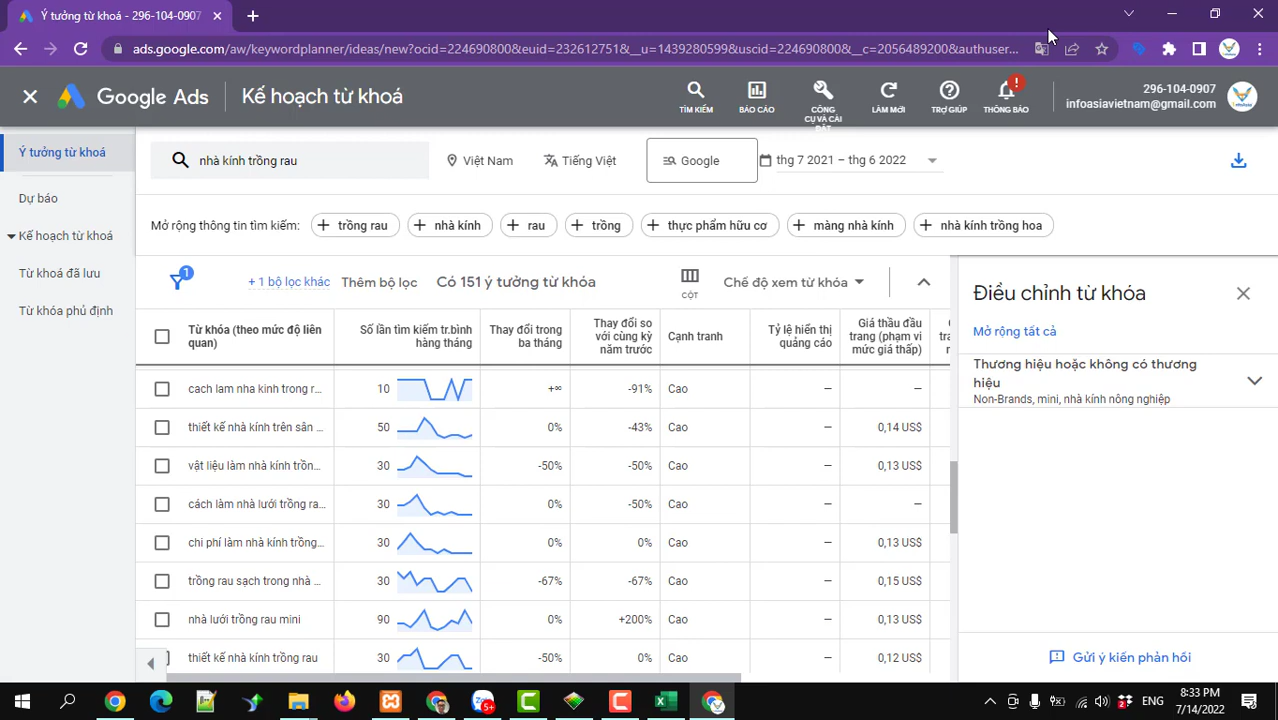 Ý tưởng từ khoá - 296-104-0907
ads.google.com/aw/keywordplanner/ideas/new?ocid=224690800&euid=232612751&__u=1439280599&uscid=224690800&__c=2056489200&authuser...
Google Ads
Kế hoạch từ khoá
TÌM KIẾM
BÁO CÁO
CÔNG
CỤ VÀ CÀI
ĐẶT
LÀM MỚI
TRỢ GIÚP
THÔNG BÁO
296-104-0907
infoasiavietnam@gmail.com
Ý tưởng từ khoá
Dự báo
Kế hoạch từ khoá
Từ khoá đã lưu
Từ khóa phủ định
nhà kính trồng rau
Việt Nam
Tiếng Việt
Google
thg 7 2021 – thg 6 2022
Mở rộng thông tin tìm kiếm:
trồng rau
nhà kính
rau
trồng
thực phẩm hữu cơ
màng nhà kính
nhà kính trồng hoa
1
+ 1 bộ lọc khác
Thêm bộ lọc
Có 151 ý tưởng từ khóa
CỘT
Chế độ xem từ khóa
Từ khóa (theo mức độ liên
quan)
Số lần tìm kiếm tr.bình
hàng tháng
Thay đổi trong
ba tháng
Thay đổi so
với cùng kỳ
năm trước
Cạnh tranh
Tỷ lệ hiển thị
quảng cáo
Giá thầu đầu
trang (phạm vi
mức giá thấp)
cach lam nha kinh trong r... 10 +∞ -91% Cao – –
thiết kế nhà kính trên sân ... 50 0% -43% Cao – 0,14 US$
vật liệu làm nhà kính trồn... 30 -50% -50% Cao – 0,13 US$
cách làm nhà lưới trồng ra... 30 0% -50% Cao – –
chi phí làm nhà kính trồng... 30 0% 0% Cao – 0,13 US$
trồng rau sạch trong nhà ... 30 -67% -67% Cao – 0,15 US$
nhà lưới trồng rau mini 90 0% +200% Cao – 0,13 US$
thiết kế nhà kính trồng rau 30 -50% 0% Cao – 0,12 US$
Điều chỉnh từ khóa
Mở rộng tất cả
Thương hiệu hoặc không có thương
hiệu
Non-Brands, mini, nhà kính nông nghiệp
Gửi ý kiến phản hồi
5+
ENG
8:33 PM
7/14/2022